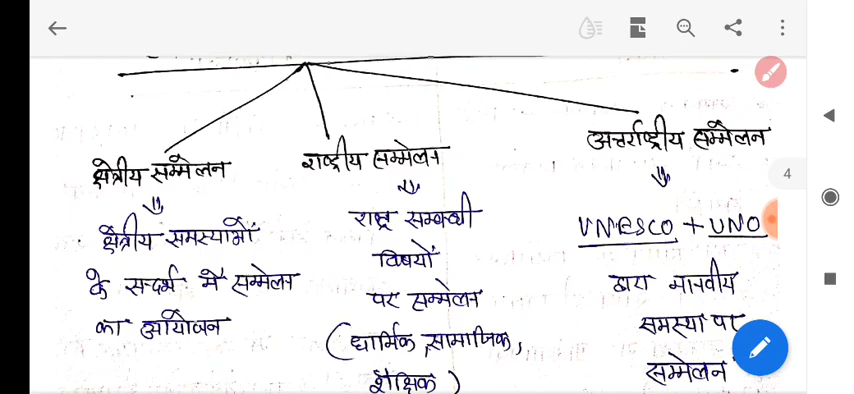 4
क्षेत्रीय सम्मेलन
क्षेत्रीय समस्याओं
के सन्दर्भ में सम्मेलन
का आयोजन
राष्ट्रीय सम्मेलन
राष्ट्र सम्बन्धी
विषयों
पर सम्मेलन
(धार्मिक, सामाजिक,
शैक्षिक)
अन्तर्राष्ट्रीय सम्मेलन
UNESCO + UNO
द्वारा मानवीय
समस्या पर
सम्मेलन